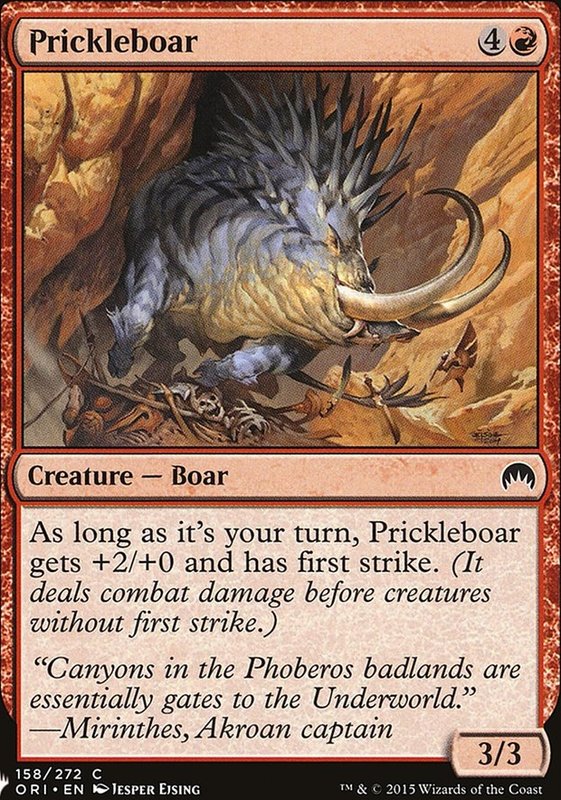 Prickleboar 4
Creature — Boar
As long as it's your turn, Prickleboar
gets +2/+0 and has first strike. (It
deals combat damage before creatures
without first strike.)
"Canyons in the Phoberos badlands are
essentially gates to the Underworld."
—Mirinthes, Akroan captain
3/3
158/272 C
ORI • EN Jesper Ejsing
™ & © 2015 Wizards of the Coast